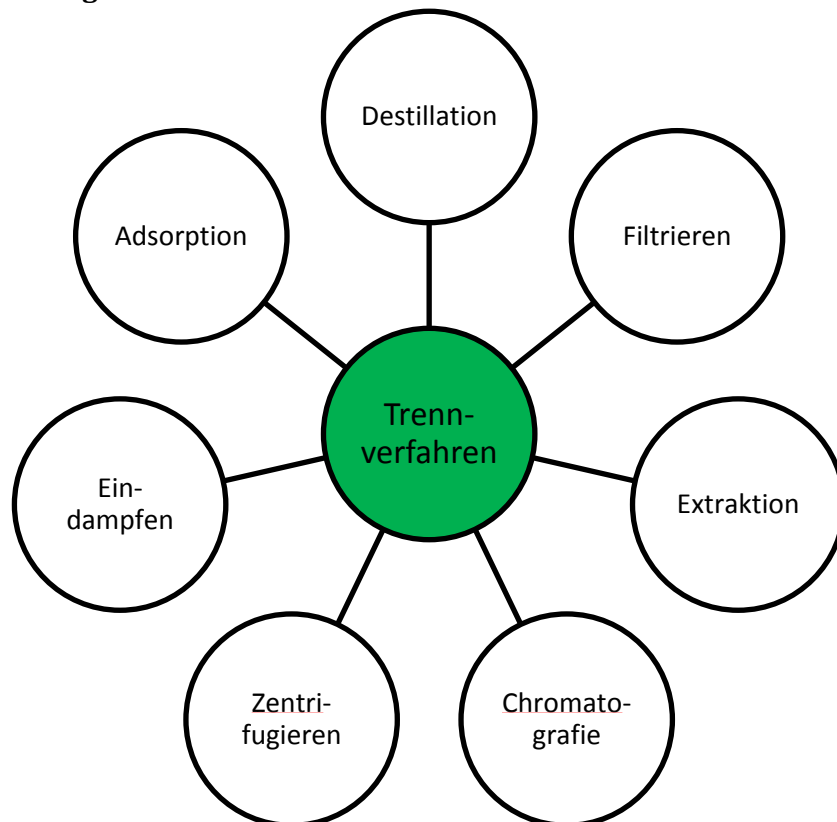 Destillation
Adsorption
Filtrieren
Trenn-
verfahren
Ein-
dampfen
Extraktion
Zentri-
fugieren
Chromato-
grafie